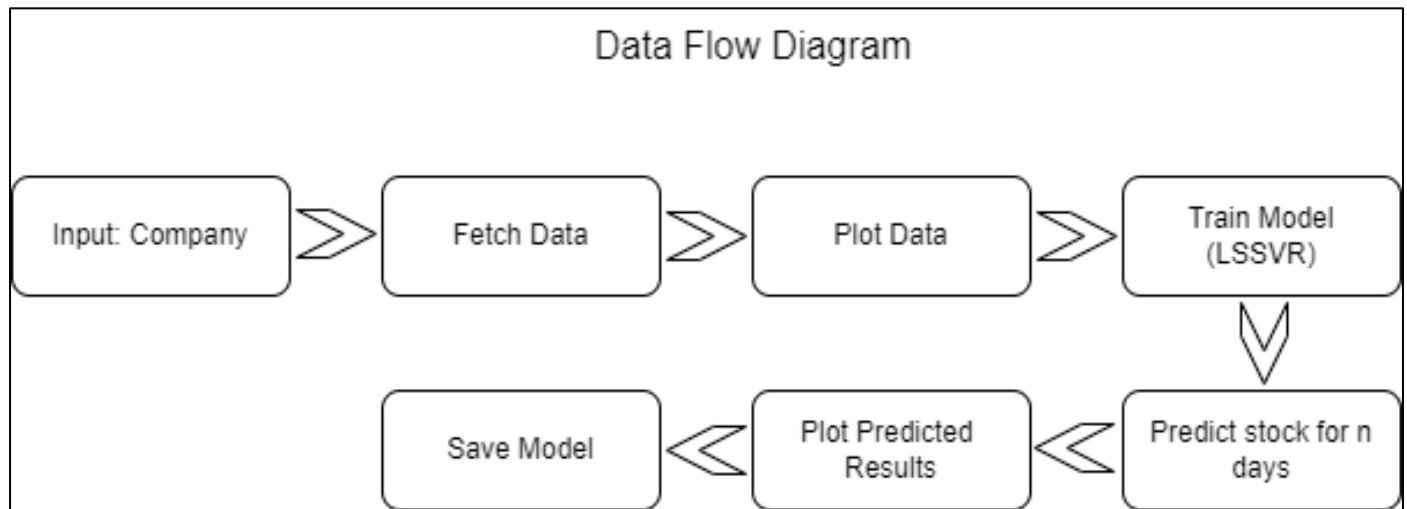 Data Flow Diagram
Input: Company
Fetch Data
Plot Data
Train Model
(LSSVR)
Predict stock for n
days
Plot Predicted
Results
Save Model